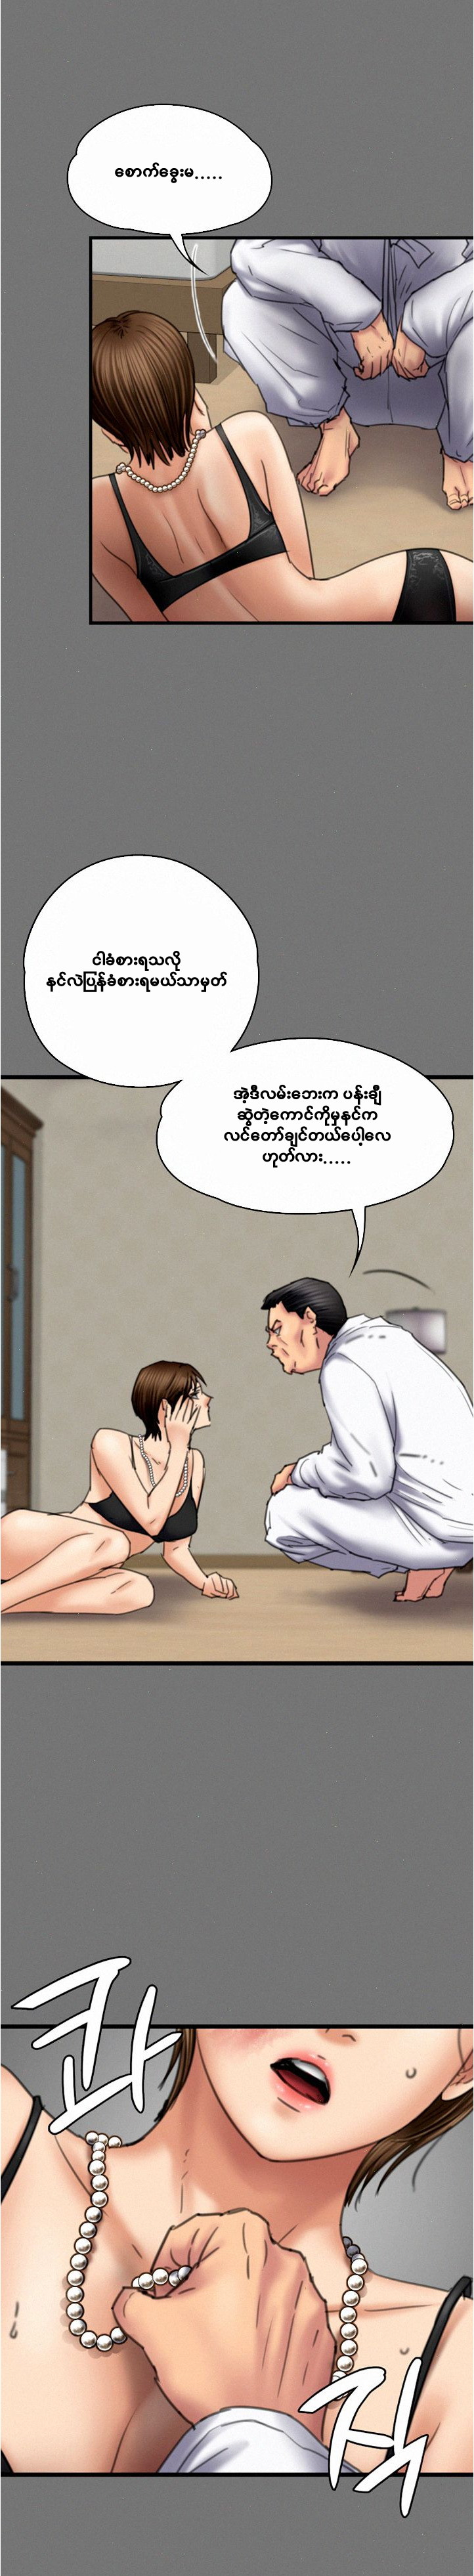 စောက်ခွေးမ.....
ငါခံစားရသလို
နင်လဲပြန်ခံစားရမယ်သာမှတ်
အဲ့ဒီလမ်းဘေးက ပန်းချီ
ဆွဲတဲ့ကောင်ကိုမှနင်က
လင်တော်ချင်တယ်ပေါ့လေ
ဟုတ်လား.....
콰
직